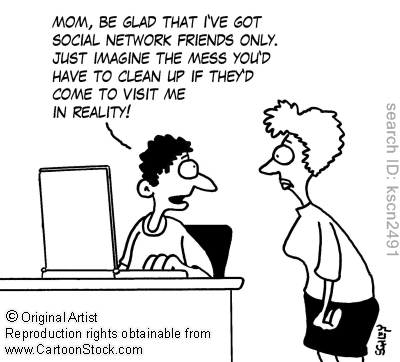 MOM, BE GLAD THAT I'VE GOT
SOCIAL NETWORK FRIENDS ONLY.
JUST IMAGINE THE MESS YOU'D
HAVE TO CLEAN UP IF THEY'D
COME TO VISIT ME
IN REALITY!
search ID: kscn2491
© Original Artist
Reproduction rights obtainable from
www.CartoonStock.com